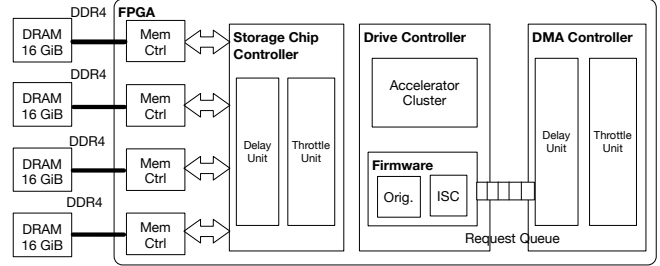 FPGA
DDR4
DRAM
16 GiB
Mem
Ctrl
DDR4
DRAM
16 GiB
Mem
Ctrl
DDR4
DRAM
16 GiB
Mem
Ctrl
DDR4
DRAM
16 GiB
Mem
Ctrl
Storage Chip
Controller
Delay
Unit
Throttle
Unit
Drive Controller
Accelerator
Cluster
Firmware
Orig.
ISC
Request Queue
DMA Controller
Delay
Unit
Throttle
Unit